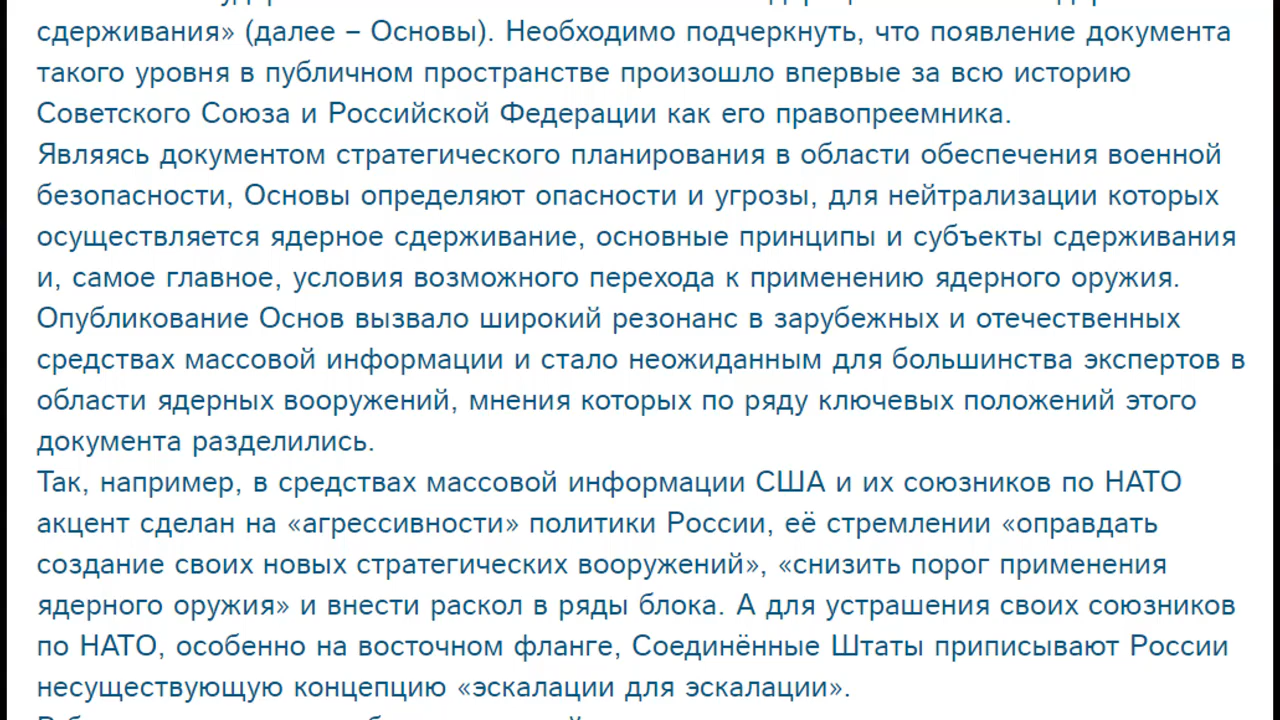 сдерживания» (далее – Основы). Необходимо подчеркнуть, что появление документа
такого уровня в публичном пространстве произошло впервые за всю историю
Советского Союза и Российской Федерации как его правопреемника.
Являясь документом стратегического планирования в области обеспечения военной
безопасности, Основы определяют опасности и угрозы, для нейтрализации которых
осуществляется ядерное сдерживание, основные принципы и субъекты сдерживания
и, самое главное, условия возможного перехода к применению ядерного оружия.
Опубликование Основ вызвало широкий резонанс в зарубежных и отечественных
средствах массовой информации и стало неожиданным для большинства экспертов в
области ядерных вооружений, мнения которых по ряду ключевых положений этого
документа разделились.
Так, например, в средствах массовой информации США и их союзников по НАТО
акцент сделан на «агрессивности» политики России, её стремлении «оправдать
создание своих новых стратегических вооружений», «снизить порог применения
ядерного оружия» и внести раскол в ряды блока. А для устрашения своих союзников
по НАТО, особенно на восточном фланге, Соединённые Штаты приписывают России
несуществующую концепцию «эскалации для эскалации».